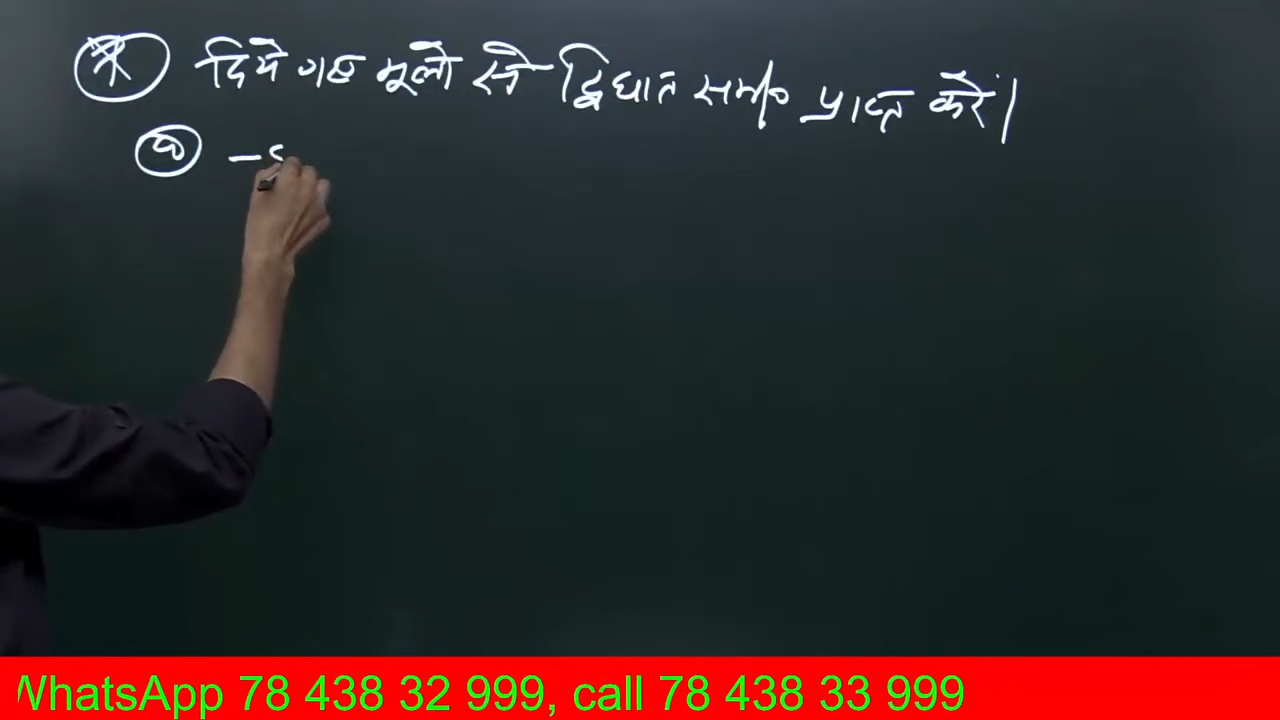 दिये गए मूलो से द्विघात समी० प्राप्त करें।
-
WhatsApp 78 438 32 999, call 78 438 33 999